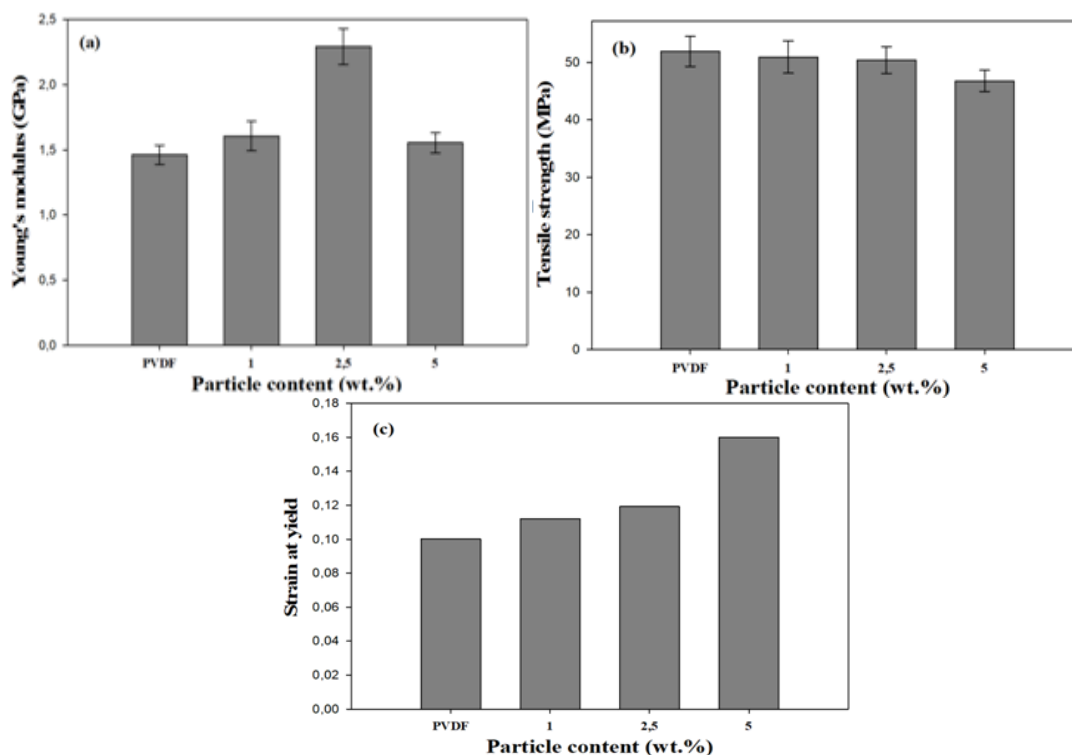 (a)
Young's modulus (GPa)
2,5
2,0
1,5
1,0
0,5
0,0
PVDF 1 2,5 5
Particle content (wt.%)
(b)
Tensile strength (MPa)
50
40
30
20
10
0
PVDF 1 2,5 5
Particle content (wt.%)
(c)
Strain at yield
0,18
0,16
0,14
0,12
0,10
0,08
0,06
0,04
0,02
0,00
PVDF 1 2,5 5
Particle content (wt.%)